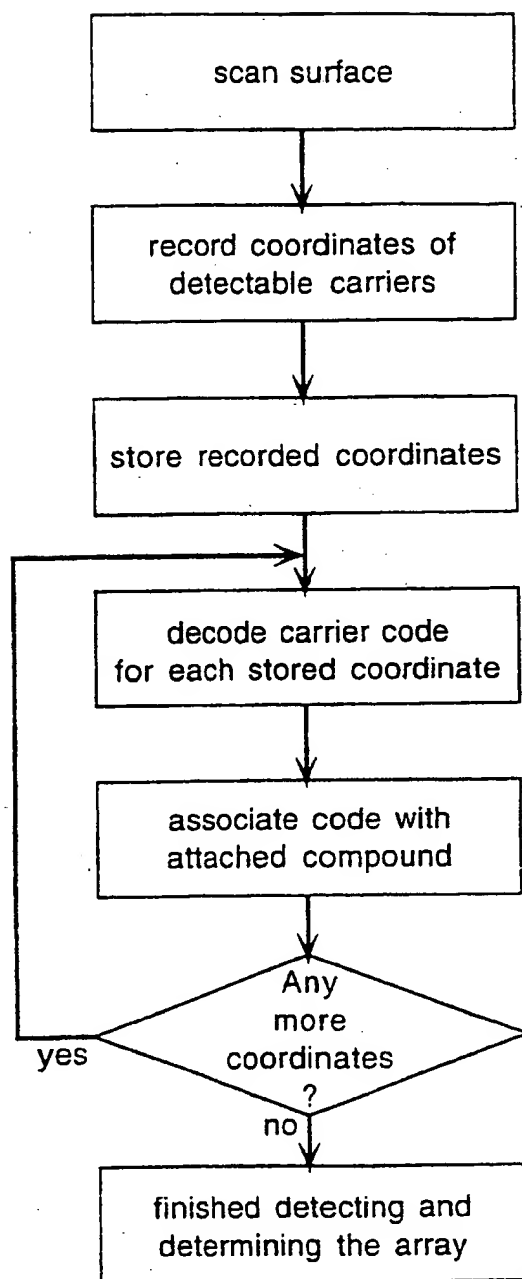 scan surface
record coordinates of
detectable carriers
store recorded coordinates
decode carrier code
for each stored coordinate
associate code with
attached compound
Any
more
coordinates
?
yes
no
finished detecting and
determining the array